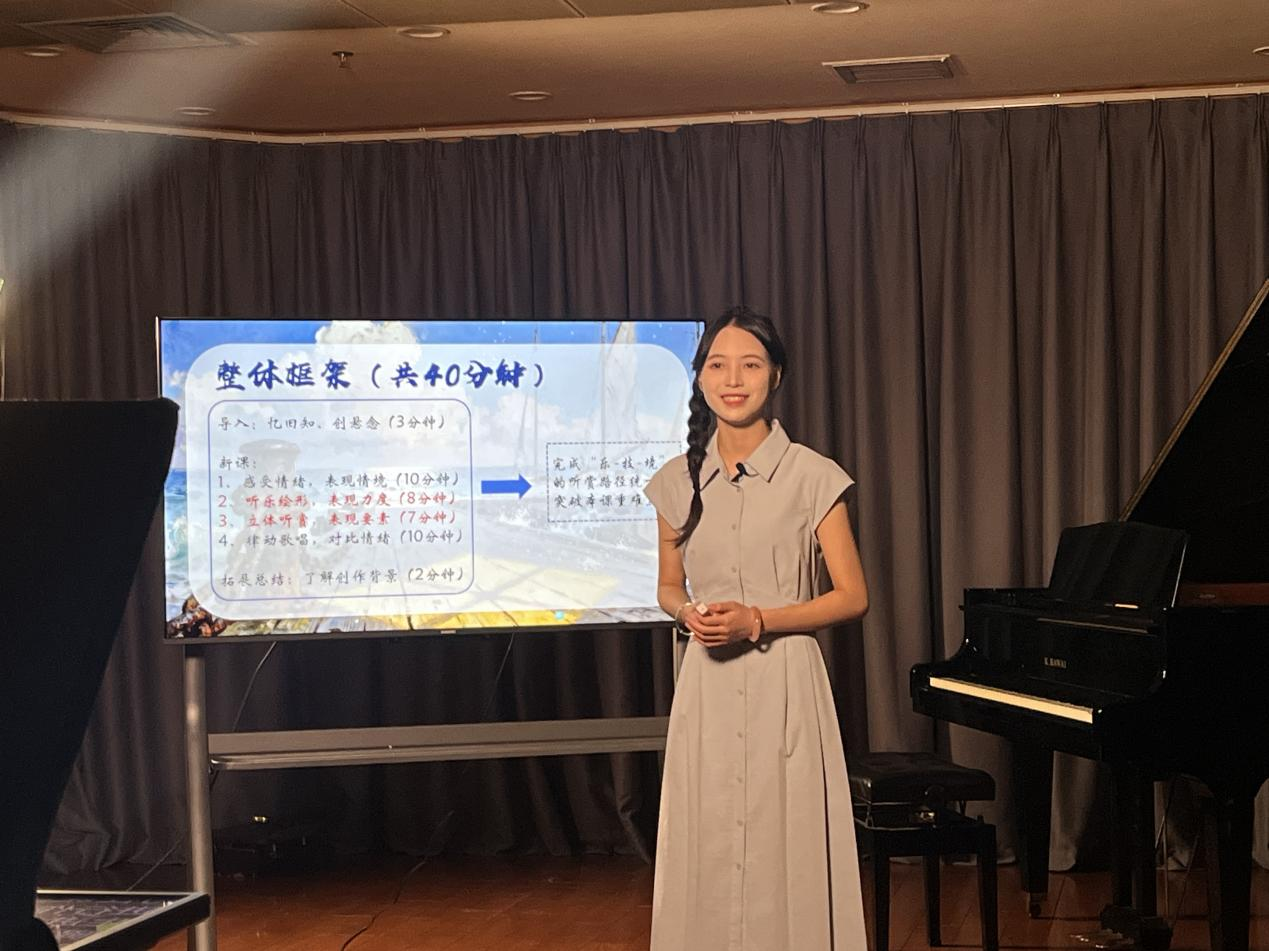 整体框架（共40分钟）
导入：忆旧知、创悬念（3分钟）
新课：
1、感受情绪，表现情境（10分钟）
2、听乐绘形，表现力度（8分钟）
3、立体听赏，表现要素（7分钟）
4、律动歌唱，对比情绪（10分钟）
拓展总结：了解创作背景（2分钟）
完成“乐-技-境”
的听赏路径统
突破本课重难
K.KAWAI